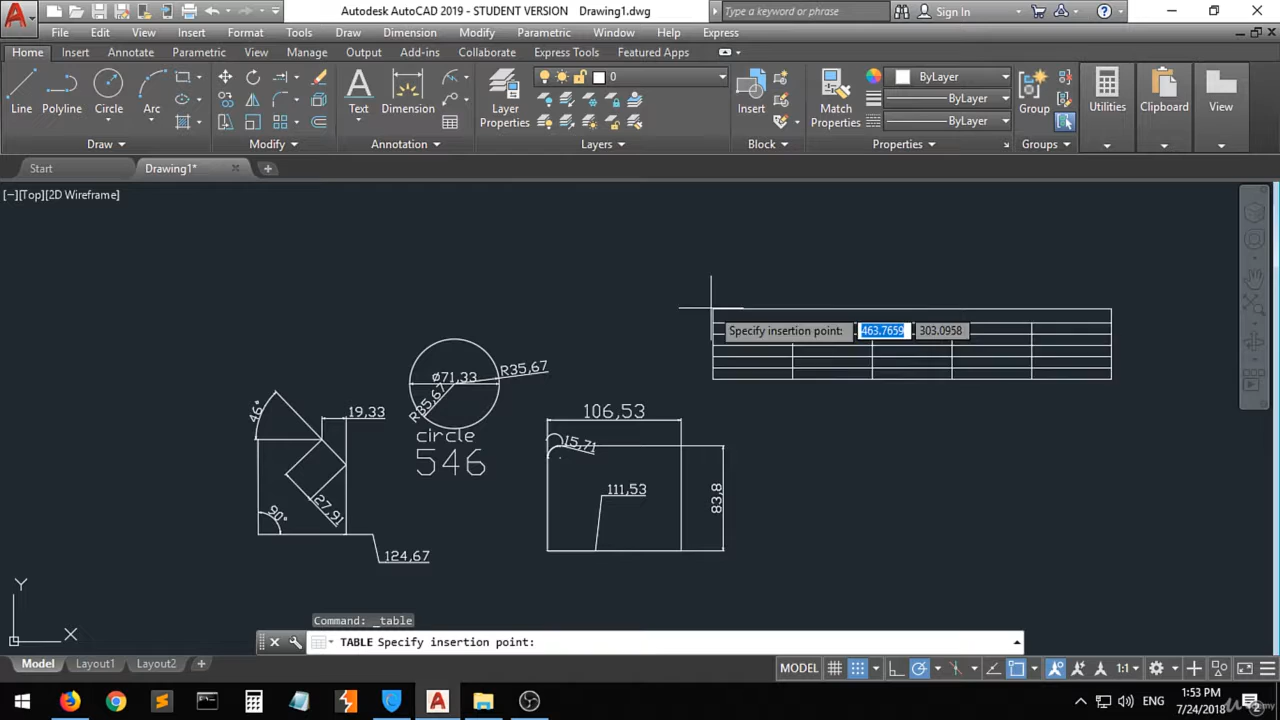 Autodesk AutoCAD 2019 - STUDENT VERSION Drawing1.dwg
Type a keyword or phrase
Sign In
File Edit View Insert Format Tools Draw Dimension Modify Parametric Window Help Express
Home Insert Annotate Parametric View Manage Output Add-ins Collaborate Express Tools Featured Apps
0
ByLayer
ByLayer
ByLayer
Line Polyline Circle Arc Text Dimension Layer Properties Insert Match Properties Group Utilities Clipboard View
Draw Modify Annotation Layers Block Properties Groups
Start Drawing1*
[−][Top][2D Wireframe]
Specify insertion point: 463.7659 303.0958
Ø71,33
R35,67
R35,67
circle
546
46°
19,33
27,91
90°
124,67
106,53
15,71
111,53
83,8
Y
X
Command: _table
TABLE Specify insertion point:
Model Layout1 Layout2
MODEL
1:1
ENG
1:53 PM
7/24/2018
2